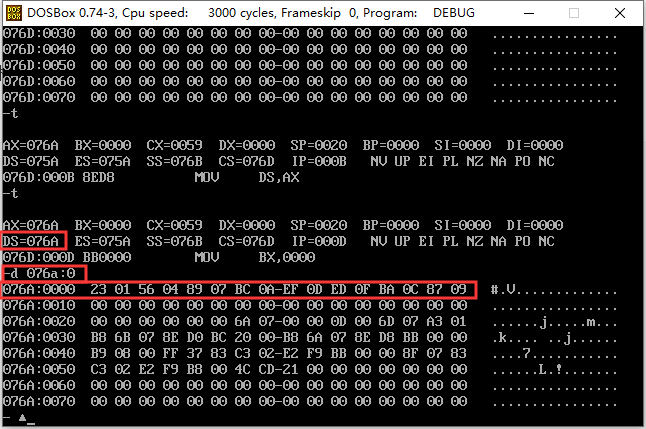 DOS BOX DOSBox 0.74-3, Cpu speed: 3000 cycles, Frameskip 0, Program: DEBUG
076D:0030 00 00 00 00 00 00 00 00-00 00 00 00 00 00 00 00 ................
076D:0040 00 00 00 00 00 00 00 00-00 00 00 00 00 00 00 00 ................
076D:0050 00 00 00 00 00 00 00 00-00 00 00 00 00 00 00 00 ................
076D:0060 00 00 00 00 00 00 00 00-00 00 00 00 00 00 00 00 ................
076D:0070 00 00 00 00 00 00 00 00-00 00 00 00 00 00 00 00 ................
-t
AX=076A BX=0000 CX=0059 DX=0000 SP=0020 BP=0000 SI=0000 DI=0000
DS=075A ES=075A SS=076B CS=076D IP=000B NV UP EI PL NZ NA PO NC
076D:000B 8ED8 MOV DS,AX
-t
AX=076A BX=0000 CX=0059 DX=0000 SP=0020 BP=0000 SI=0000 DI=0000
DS=076A ES=075A SS=076B CS=076D IP=000D NV UP EI PL NZ NA PO NC
076D:000D BB0000 MOV BX,0000
-d 076a:0
076A:0000 23 01 56 04 89 07 BC 0A-EF 0D ED 0F BA 0C 87 09 #.V.............
076A:0010 00 00 00 00 00 00 00 00-00 00 00 00 00 00 00 00 ................
076A:0020 00 00 00 00 00 00 6A 07-00 00 0D 00 6D 07 A3 01 ......j.....m...
076A:0030 B8 6B 07 8E D0 BC 20 00-B8 6A 07 8E D8 BB 00 00 .k.... ..j......
076A:0040 B9 08 00 FF 37 83 C3 02-E2 F9 BB 00 00 8F 07 83 ....7...........
076A:0050 C3 02 E2 F9 B8 00 4C CD-21 00 00 00 00 00 00 00 ......L.!.......
076A:0060 00 00 00 00 00 00 00 00-00 00 00 00 00 00 00 00 ................
076A:0070 00 00 00 00 00 00 00 00-00 00 00 00 00 00 00 00 ................
- ▲_